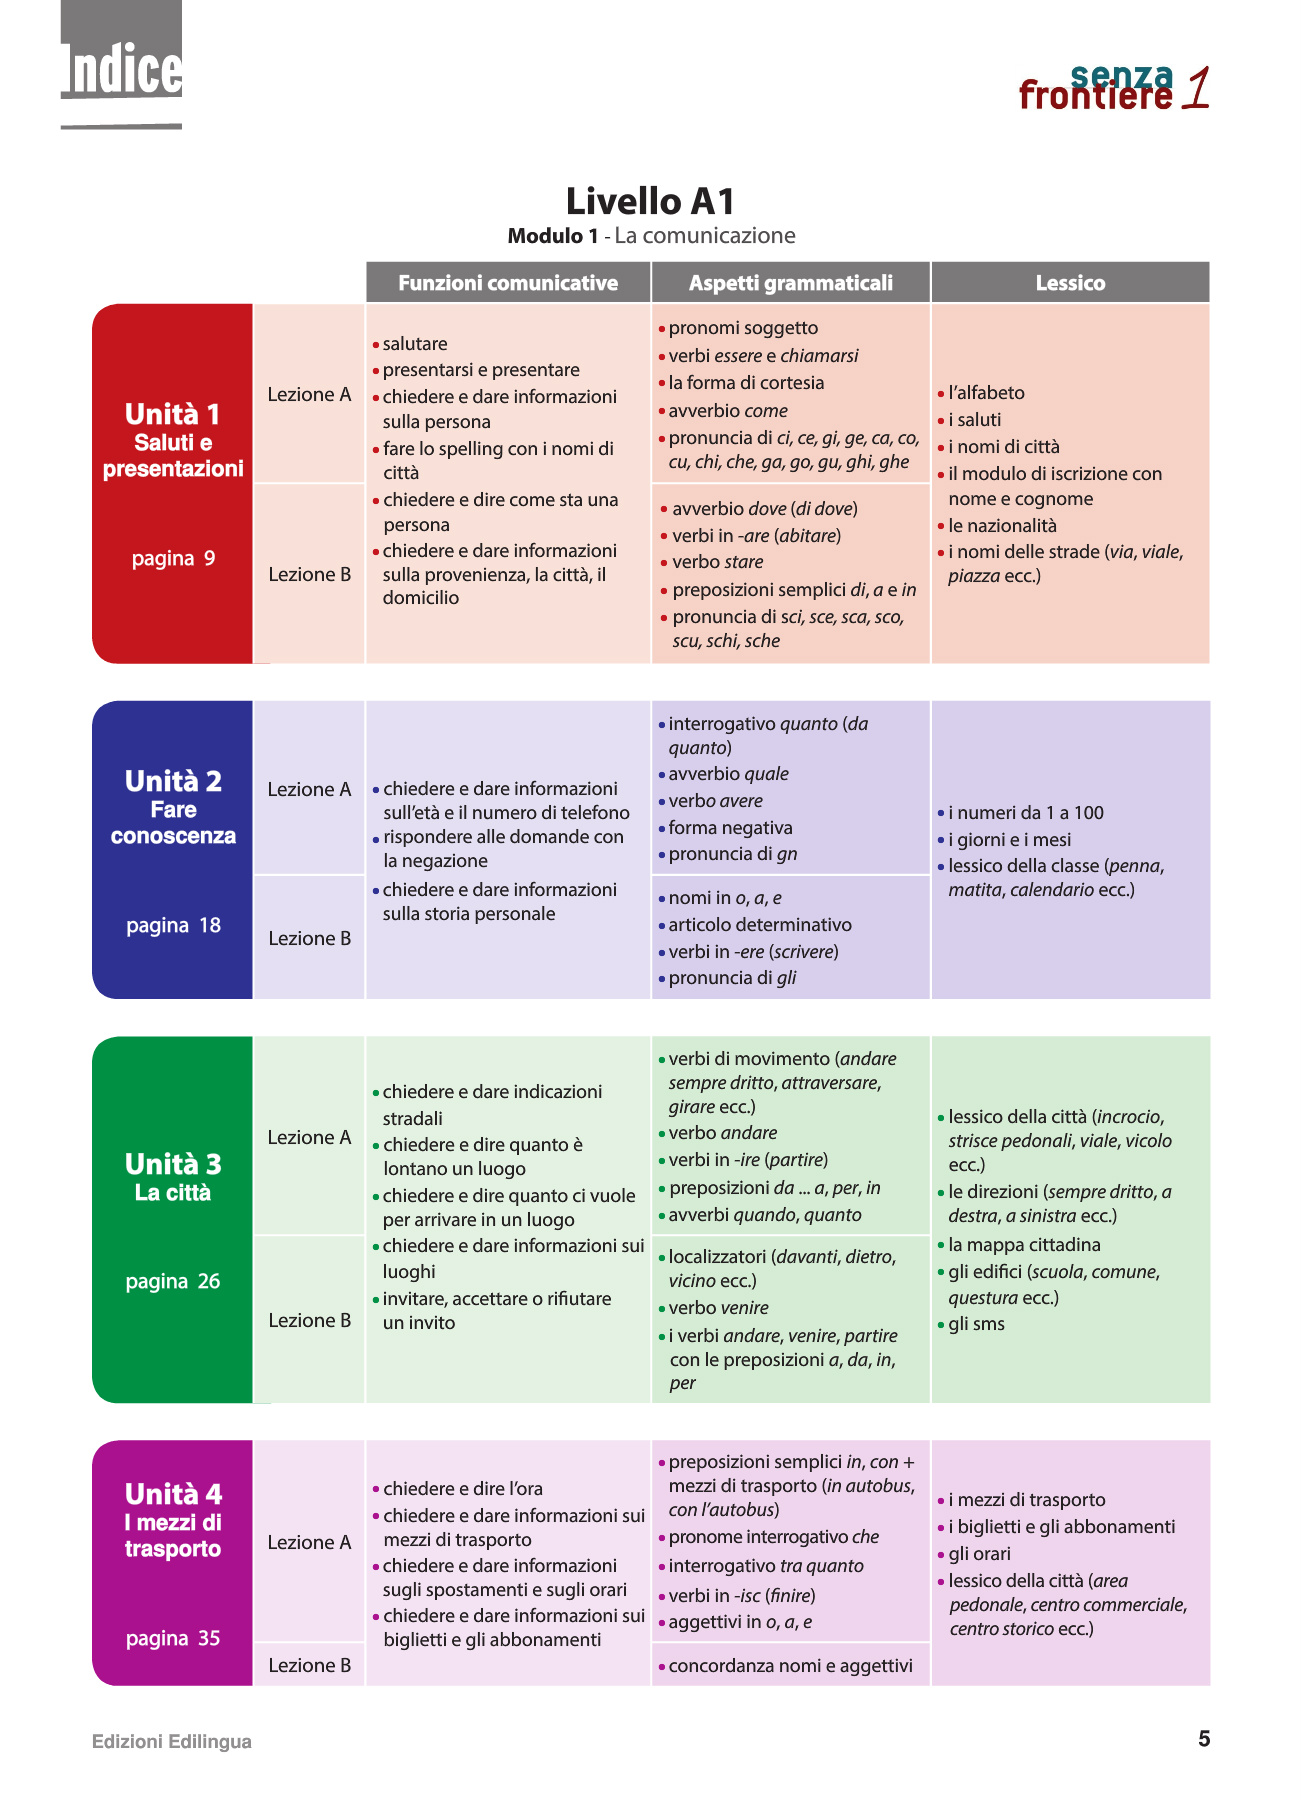 Indice
senza
frontiere 1
Livello A1
Modulo 1 - La comunicazione
Funzioni comunicative
Aspetti grammaticali
Lessico
Unità 1
Saluti e
presentazioni
pagina 9
Lezione A
Lezione B
• salutare
• presentarsi e presentare
• chiedere e dare informazioni
sulla persona
• fare lo spelling con i nomi di
città
• chiedere e dire come sta una
persona
• chiedere e dare informazioni
sulla provenienza, la città, il
domicilio
• pronomi soggetto
• verbi essere e chiamarsi
• la forma di cortesia
• avverbio come
• pronuncia di ci, ce, gi, ge, ca, co,
cu, chi, che, ga, go, gu, ghi, ghe
• avverbio dove (di dove)
• verbi in -are (abitare)
• verbo stare
• preposizioni semplici di, a e in
• pronuncia di sci, sce, sca, sco,
scu, schi, sche
• l’alfabeto
• i saluti
• i nomi di città
• il modulo di iscrizione con
nome e cognome
• le nazionalità
• i nomi delle strade (via, viale,
piazza ecc.)
Unità 2
Fare
conoscenza
pagina 18
Lezione A
Lezione B
• chiedere e dare informazioni
sull’età e il numero di telefono
• rispondere alle domande con
la negazione
• chiedere e dare informazioni
sulla storia personale
• interrogativo quanto (da
quanto)
• avverbio quale
• verbo avere
• forma negativa
• pronuncia di gn
• nomi in o, a, e
• articolo determinativo
• verbi in -ere (scrivere)
• pronuncia di gli
• i numeri da 1 a 100
• i giorni e i mesi
• lessico della classe (penna,
matita, calendario ecc.)
Unità 3
La città
pagina 26
Lezione A
Lezione B
• chiedere e dare indicazioni
stradali
• chiedere e dire quanto è
lontano un luogo
• chiedere e dire quanto ci vuole
per arrivare in un luogo
• chiedere e dare informazioni sui
luoghi
• invitare, accettare o rifiutare
un invito
• verbi di movimento (andare
sempre dritto, attraversare,
girare ecc.)
• verbo andare
• verbi in -ire (partire)
• preposizioni da ... a, per, in
• avverbi quando, quanto
• localizzatori (davanti, dietro,
vicino ecc.)
• verbo venire
• i verbi andare, venire, partire
con le preposizioni a, da, in,
per
• lessico della città (incrocio,
strisce pedonali, viale, vicolo
ecc.)
• le direzioni (sempre dritto, a
destra, a sinistra ecc.)
• la mappa cittadina
• gli edifici (scuola, comune,
questura ecc.)
• gli sms
Unità 4
I mezzi di
trasporto
pagina 35
Lezione A
Lezione B
• chiedere e dire l’ora
• chiedere e dare informazioni sui
mezzi di trasporto
• chiedere e dare informazioni
sugli spostamenti e sugli orari
• chiedere e dare informazioni sui
biglietti e gli abbonamenti
• preposizioni semplici in, con +
mezzi di trasporto (in autobus,
con l’autobus)
• pronome interrogativo che
• interrogativo tra quanto
• verbi in -isc (finire)
• aggettivi in o, a, e
• concordanza nomi e aggettivi
• i mezzi di trasporto
• i biglietti e gli abbonamenti
• gli orari
• lessico della città (area
pedonale, centro commerciale,
centro storico ecc.)
Edizioni Edilingua
5